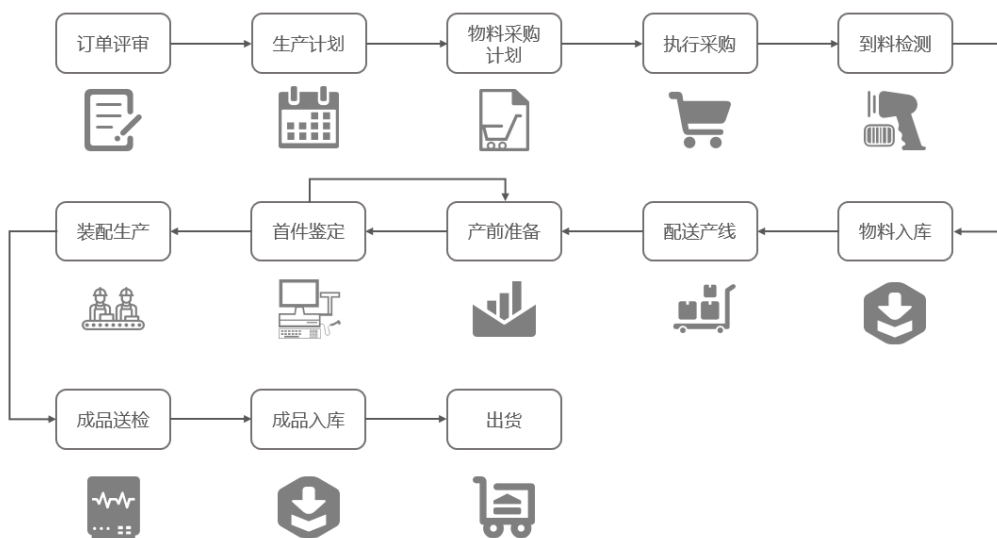 订单评审
生产计划
物料采购
计划
执行采购
到料检测
装配生产
首件鉴定
产前准备
配送产线
物料入库
成品送检
成品入库
出货